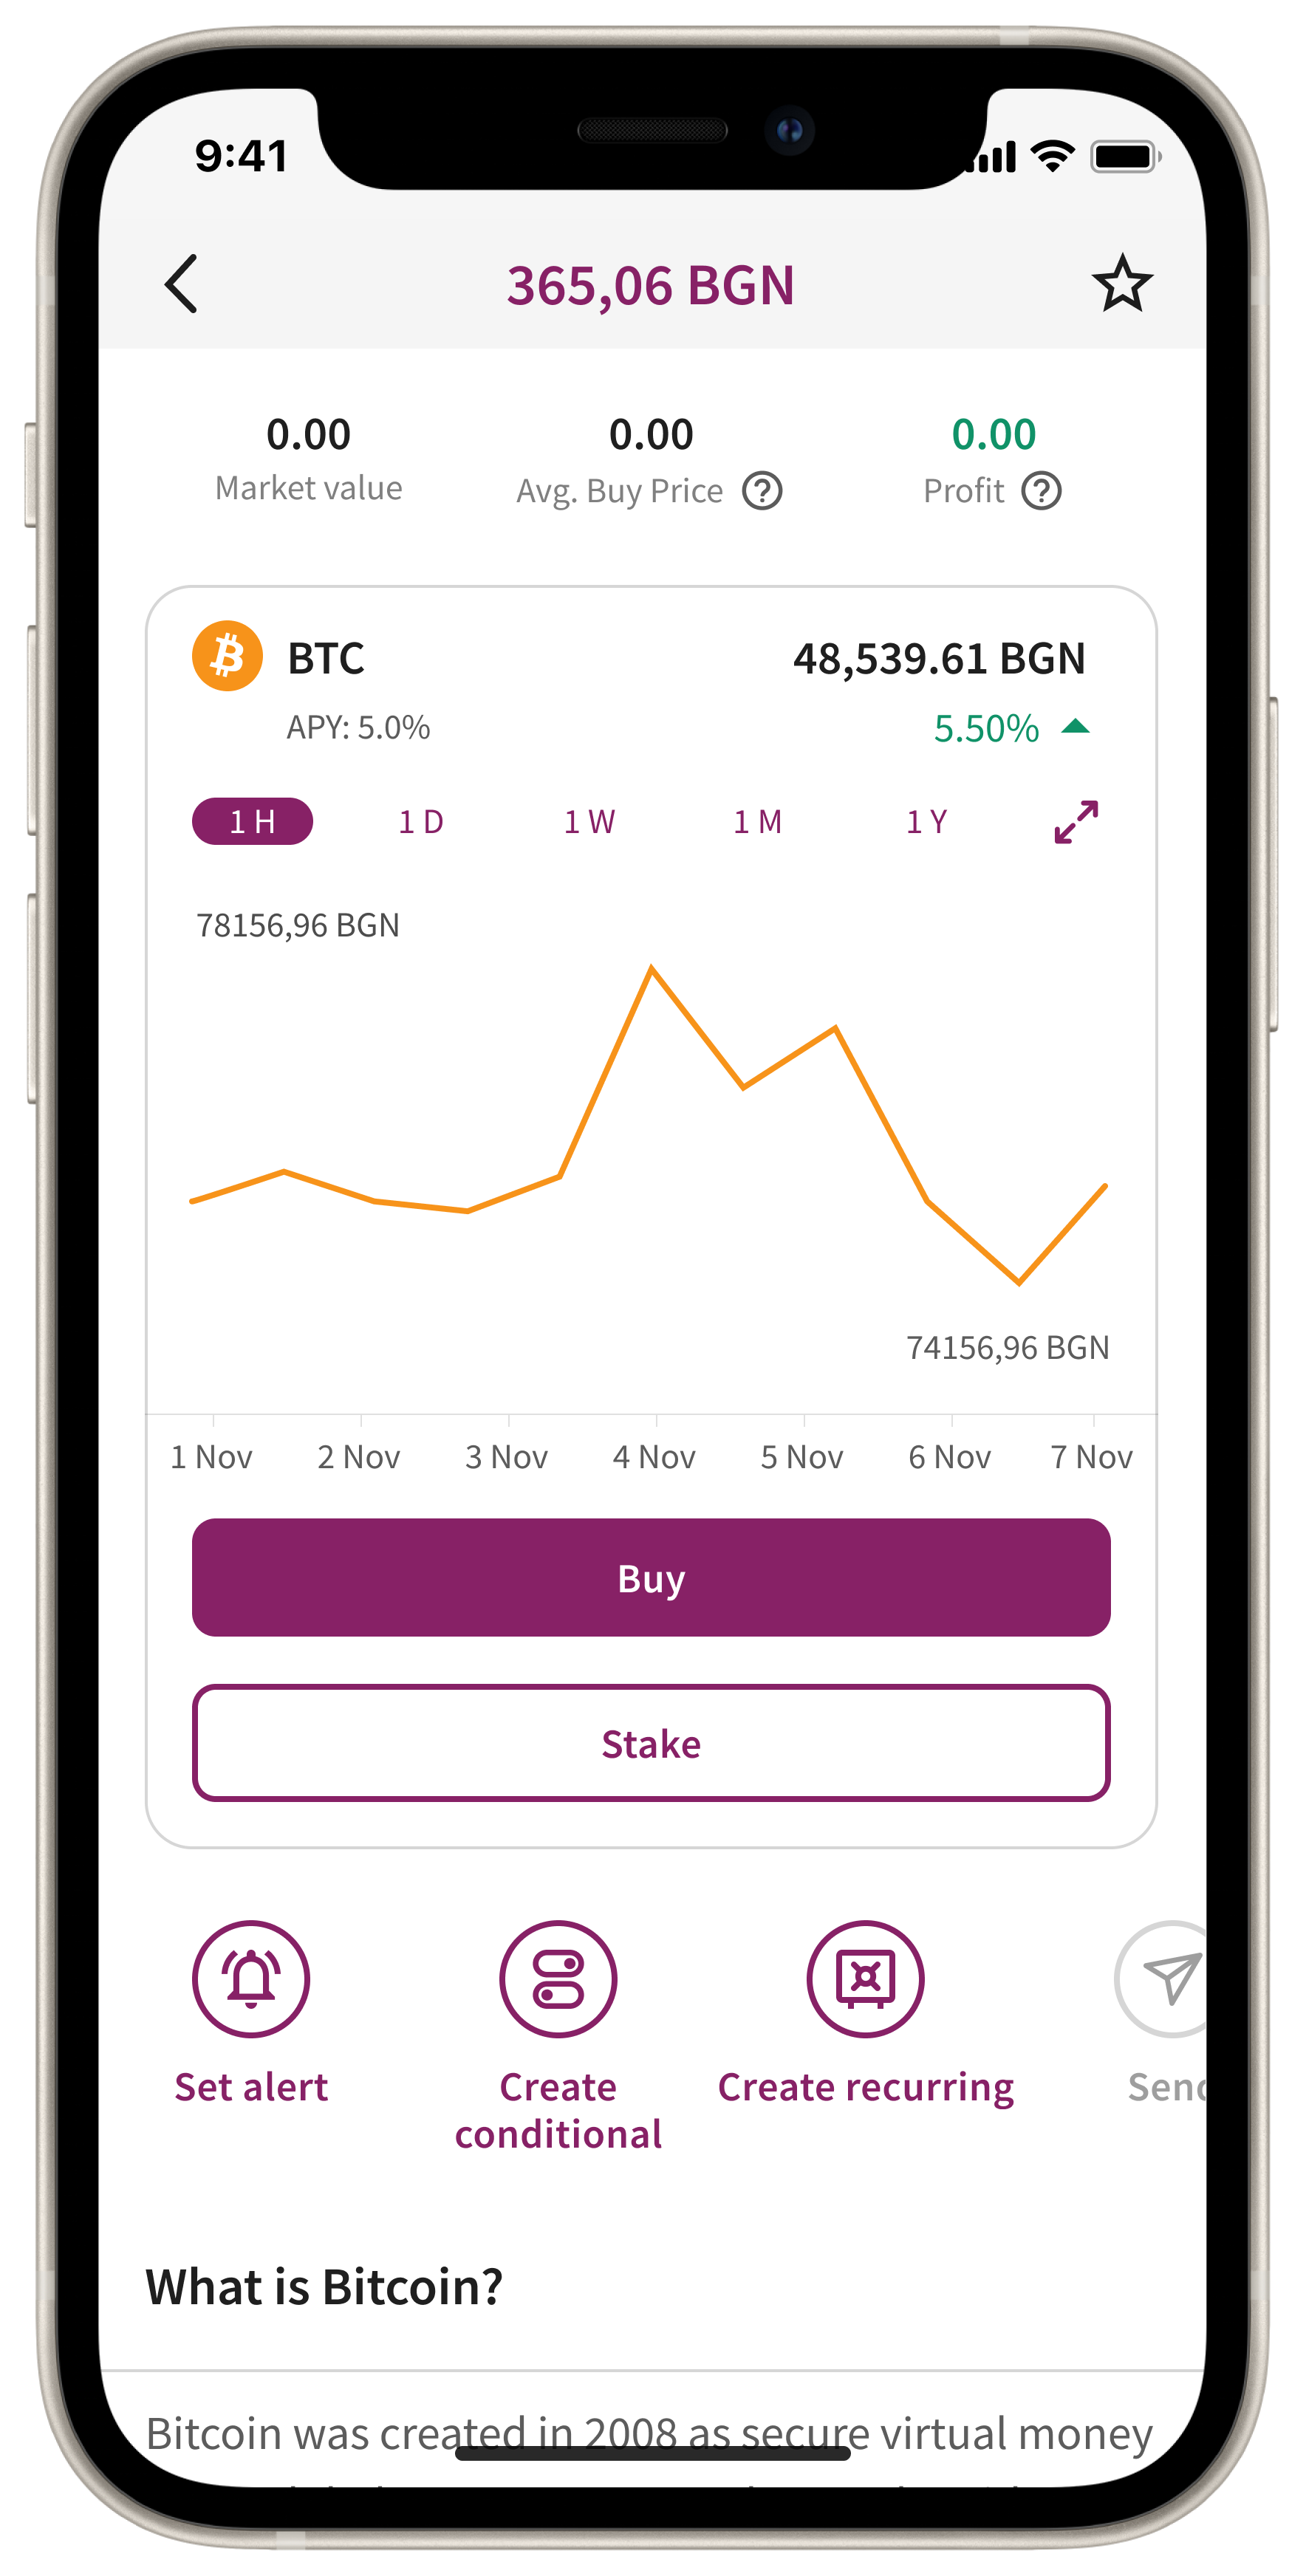 9:41
365,06 BGN
0.00 0.00 0.00
Market value Avg. Buy Price Profit
BTC 48,539.61 BGN
APY: 5.0% 5.50%
1 H 1 D 1 W 1 M 1 Y
78156,96 BGN
74156,96 BGN
1 Nov 2 Nov 3 Nov 4 Nov 5 Nov 6 Nov 7 Nov
Buy
Stake
Set alert Create Create recurring
conditional
What is Bitcoin?
Bitcoin was created in 2008 as secure virtual money